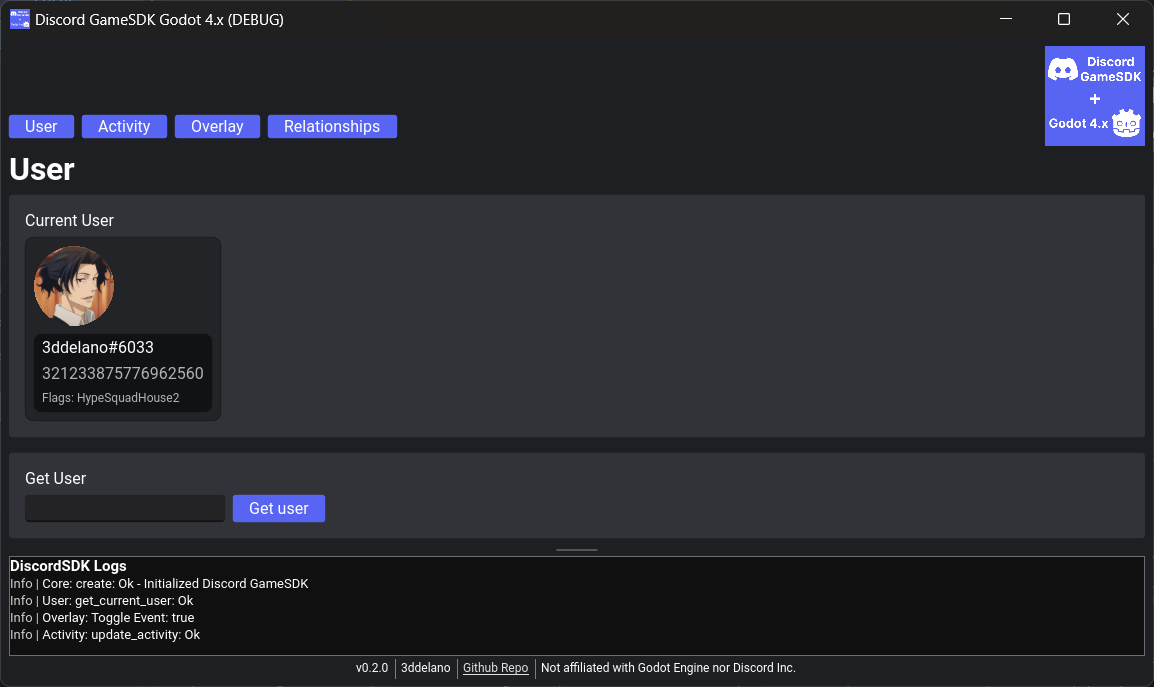 Discord GameSDK Godot 4.x (DEBUG)
Discord
GameSDK
+
Godot 4.x
User Activity Overlay Relationships
User
Current User
3ddelano#6033
321233875776962560
Flags: HypeSquadHouse2
Get User
Get user
DiscordSDK Logs
Info | Core: create: Ok - Initialized Discord GameSDK
Info | User: get_current_user: Ok
Info | Overlay: Toggle Event: true
Info | Activity: update_activity: Ok
v0.2.0 | 3ddelano | Github Repo | Not affiliated with Godot Engine nor Discord Inc.